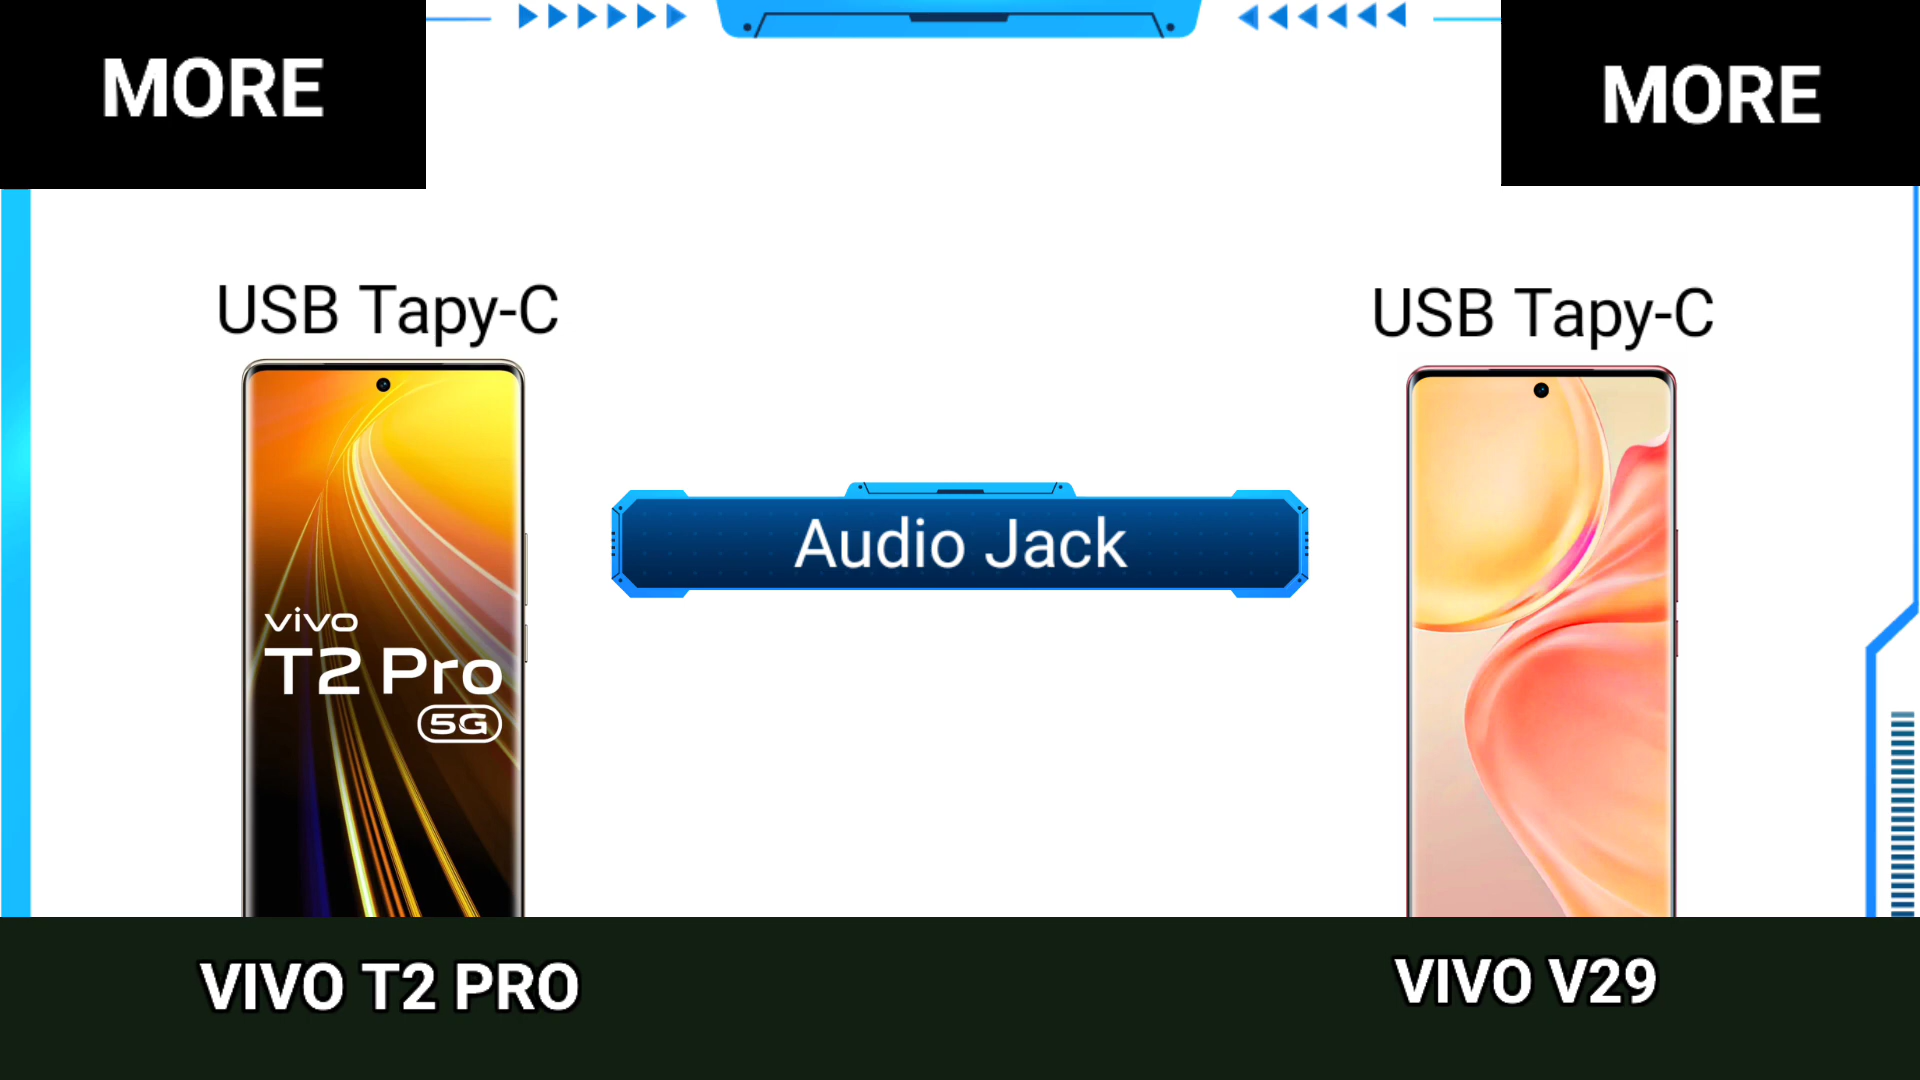 MORE
MORE
USB Tapy-C
USB Tapy-C
Audio Jack
vivo
T2 Pro
5G
VIVO T2 PRO
VIVO V29